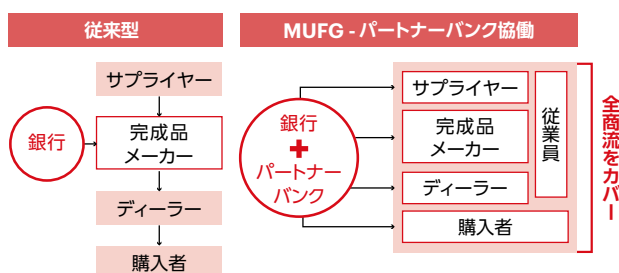 従来型
サプライヤー
銀行
完成品
メーカー
ディーラー
購入者
MUFG - パートナーバンク協働
銀行
+
パートナー
バンク
サプライヤー
完成品
メーカー
ディーラー
購入者
従業員
全商流をカバー